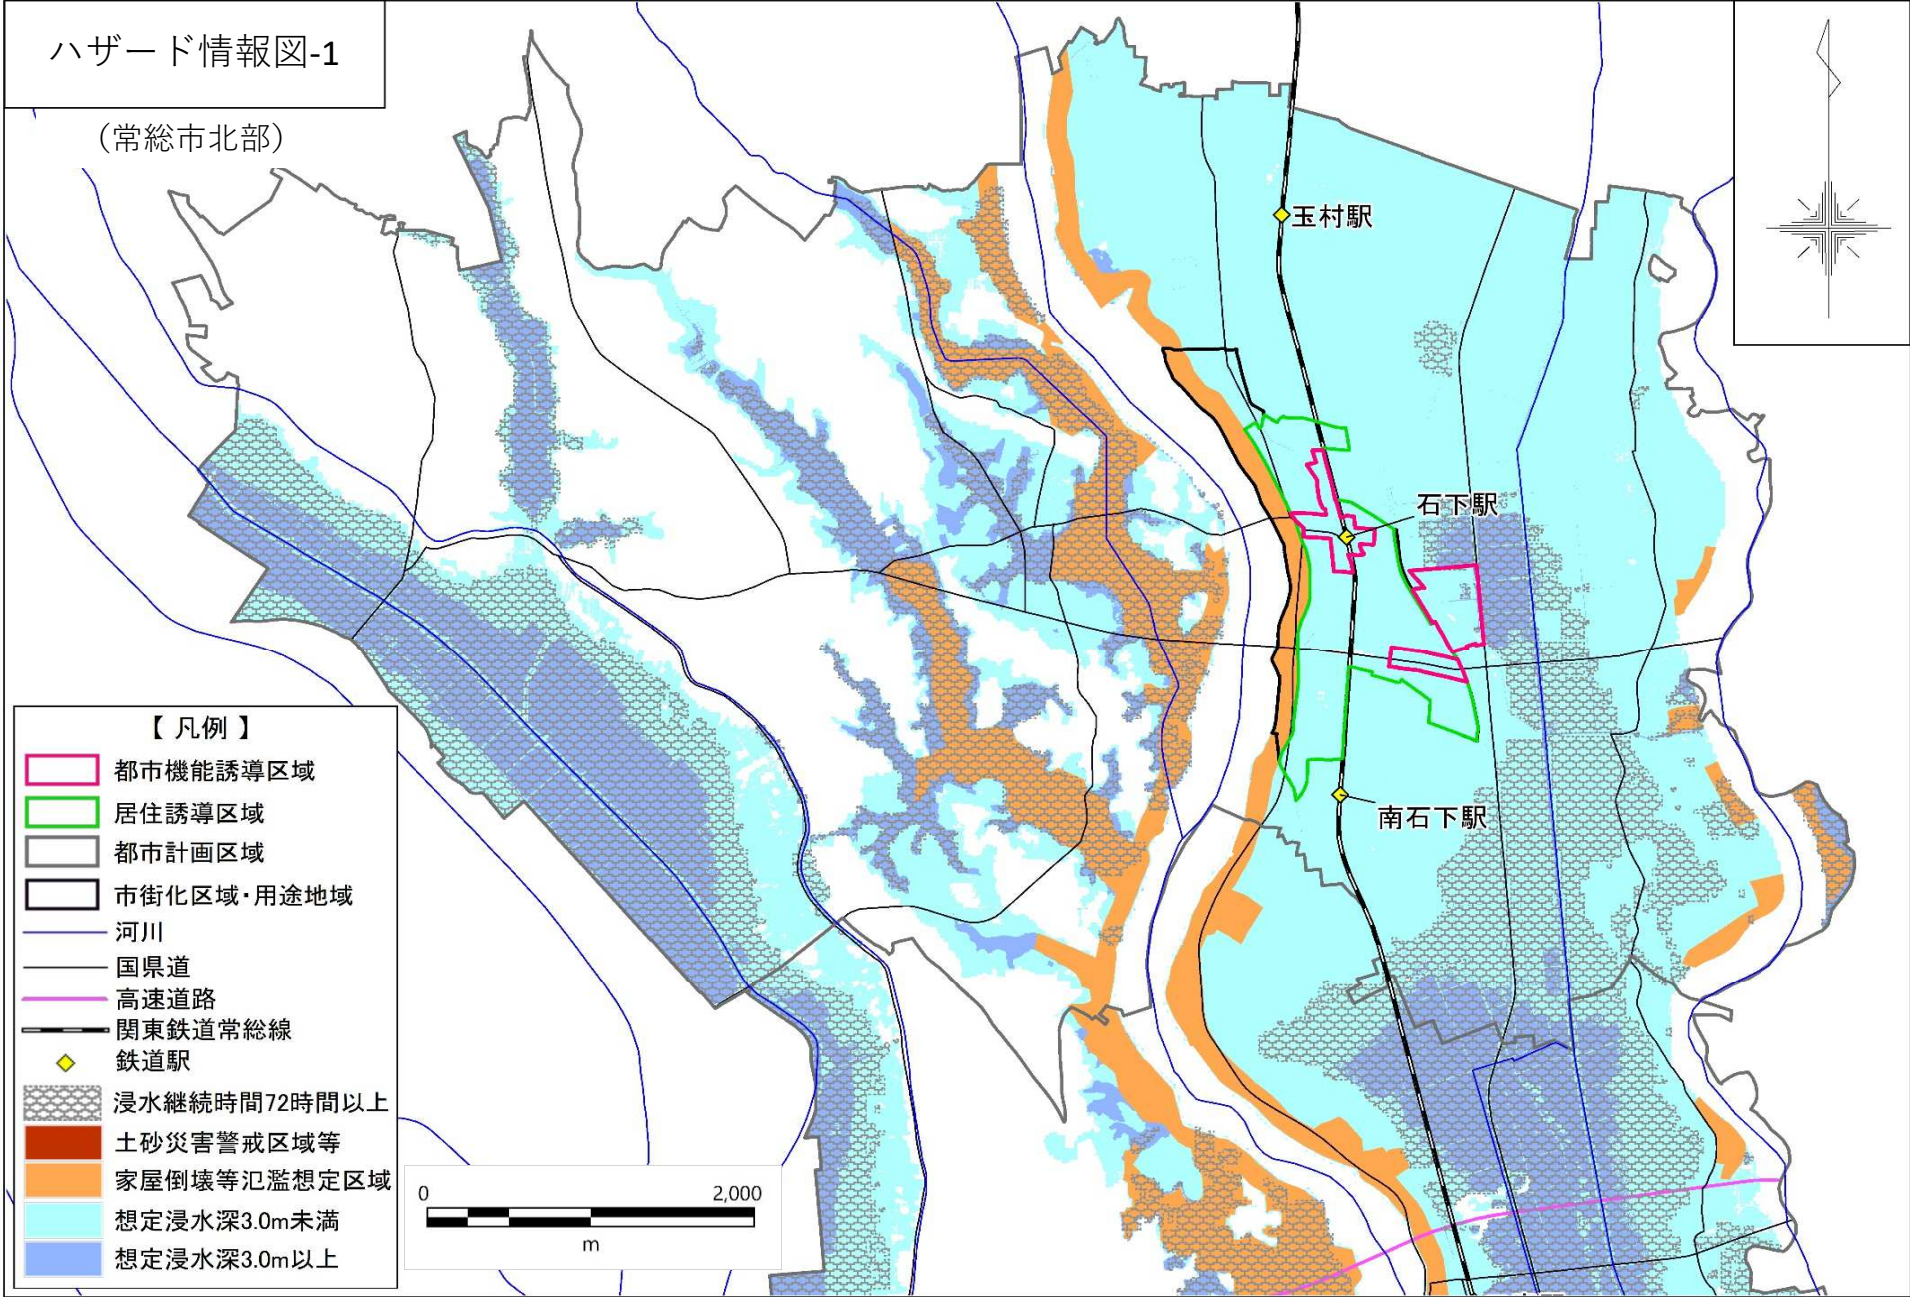 ハザード情報図-1
（常総市北部）
玉村駅
石下駅
南石下駅
【 凡例 】
都市機能誘導区域
居住誘導区域
都市計画区域
市街化区域・用途地域
河川
国県道
高速道路
関東鉄道常総線
鉄道駅
浸水継続時間72時間以上
土砂災害警戒区域等
家屋倒壊等氾濫想定区域
想定浸水深3.0m未満
想定浸水深3.0m以上
0 2,000
m